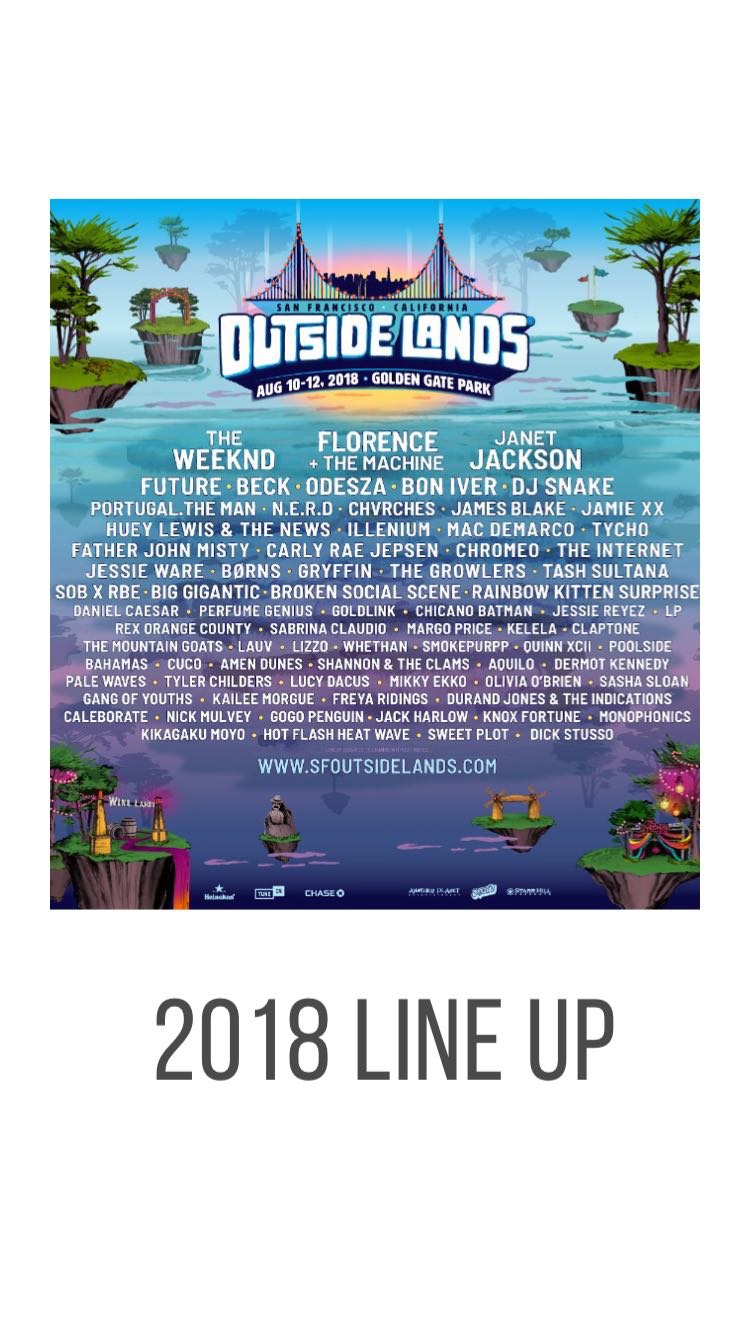 SAN FRANCISCO · CALIFORNIA
OUTSIDE LANDS
AUG 10-12, 2018 · GOLDEN GATE PARK
THE WEEKND FLORENCE + THE MACHINE JANET JACKSON
FUTURE · BECK · ODESZA · BON IVER · DJ SNAKE
PORTUGAL.THE MAN · N.E.R.D · CHVRCHES · JAMES BLAKE · JAMIE XX
HUEY LEWIS & THE NEWS · ILLENIUM · MAC DEMARCO · TYCHO
FATHER JOHN MISTY · CARLY RAE JEPSEN · CHROMEO · THE INTERNET
JESSIE WARE · BØRNS · GRYFFIN · THE GROWLERS · TASH SULTANA
SOB X RBE · BIG GIGANTIC · BROKEN SOCIAL SCENE · RAINBOW KITTEN SURPRISE
DANIEL CAESAR · PERFUME GENIUS · GOLDLINK · CHICANO BATMAN · JESSIE REYEZ · LP
REX ORANGE COUNTY · SABRINA CLAUDIO · MARGO PRICE · KELELA · CLAPTONE
THE MOUNTAIN GOATS · LAUV · LIZZO · WHETHAN · SMOKEPURPP · QUINN XCII · POOLSIDE
BAHAMAS · CUCO · AMEN DUNES · SHANNON & THE CLAMS · AQUILO · DERMOT KENNEDY
PALE WAVES · TYLER CHILDERS · LUCY DACUS · MIKKY EKKO · OLIVIA O'BRIEN · SASHA SLOAN
GANG OF YOUTHS · KAILEE MORGUE · FREYA RIDINGS · DURAND JONES & THE INDICATIONS
CALEBORATE · NICK MULVEY · GOGO PENGUIN · JACK HARLOW · KNOX FORTUNE · MONOPHONICS
KIKAGAKU MOYO · HOT FLASH HEAT WAVE · SWEET PLOT · DICK STUSSO
WWW.SFOUTSIDELANDS.COM
WINE LANDS
Heineken TUNE IN CHASE ANOTHER PLANET STARR HILL
2018 LINE UP